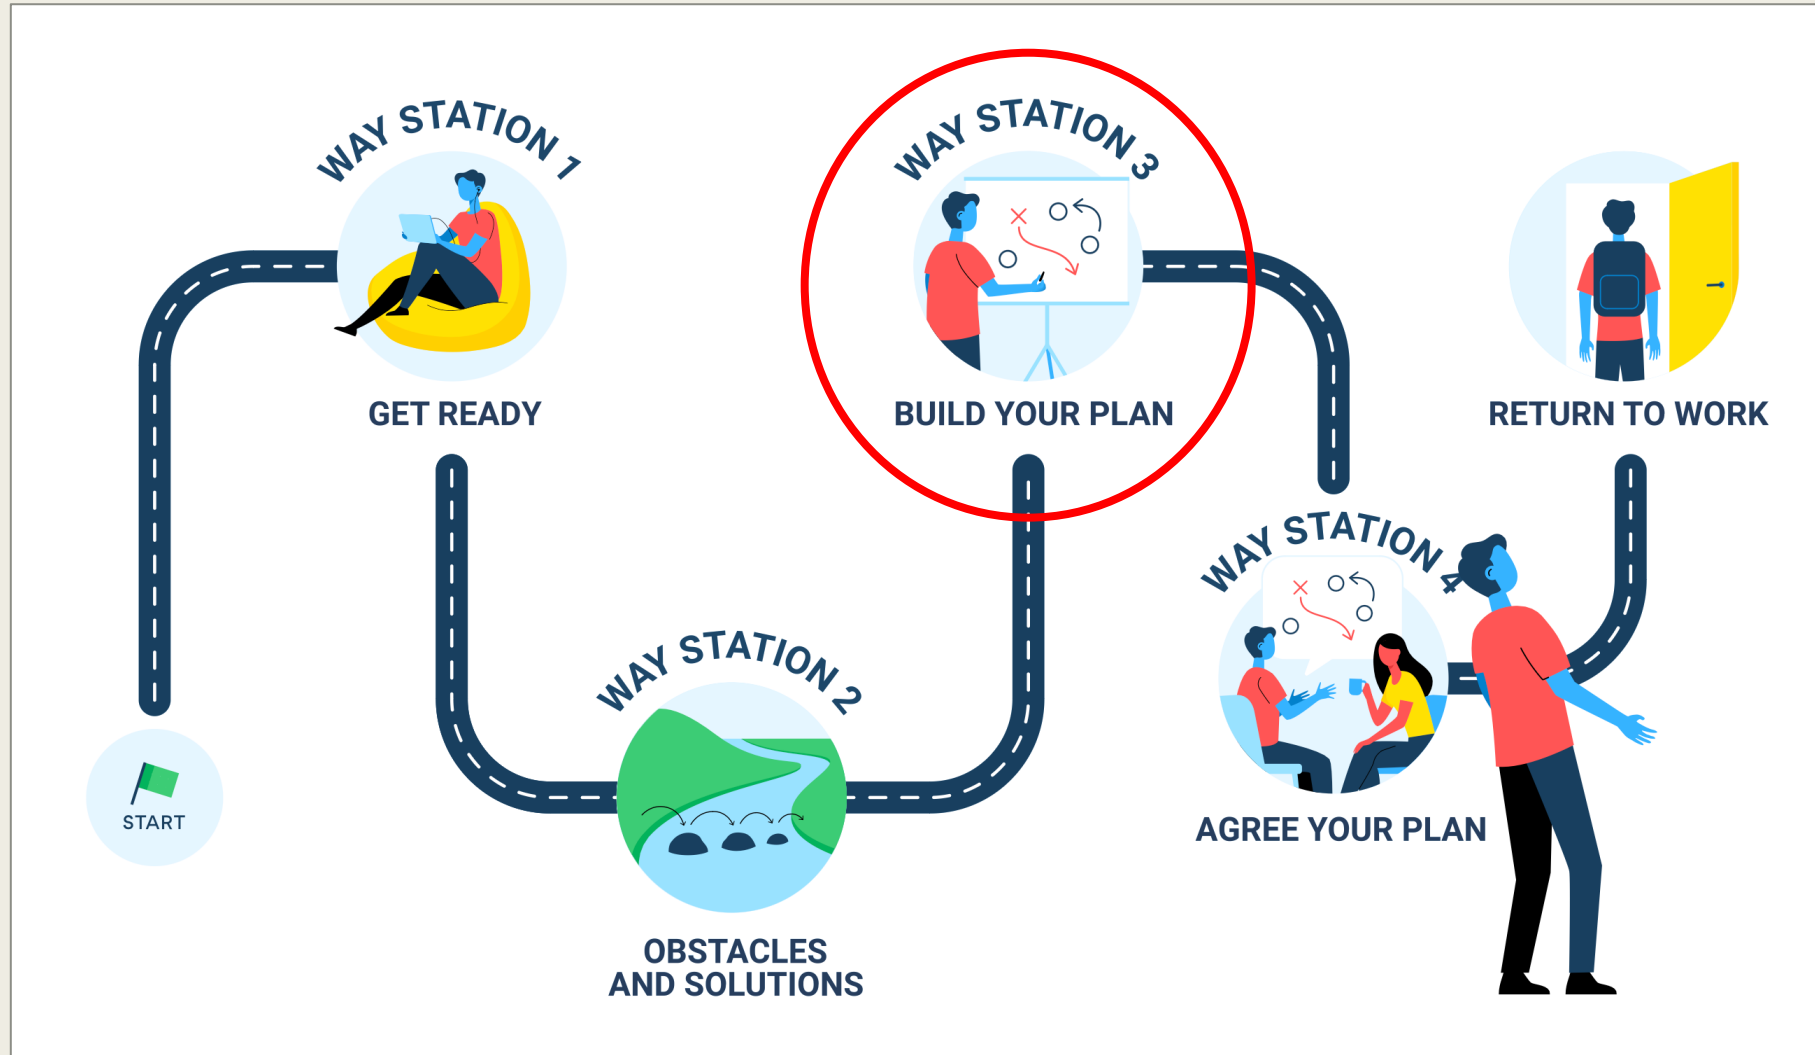 WAY STATION 1
GET READY
WAY STATION 3
BUILD YOUR PLAN
RETURN TO WORK
START
WAY STATION 2
OBSTACLES
AND SOLUTIONS
WAY STATION 4
AGREE YOUR PLAN